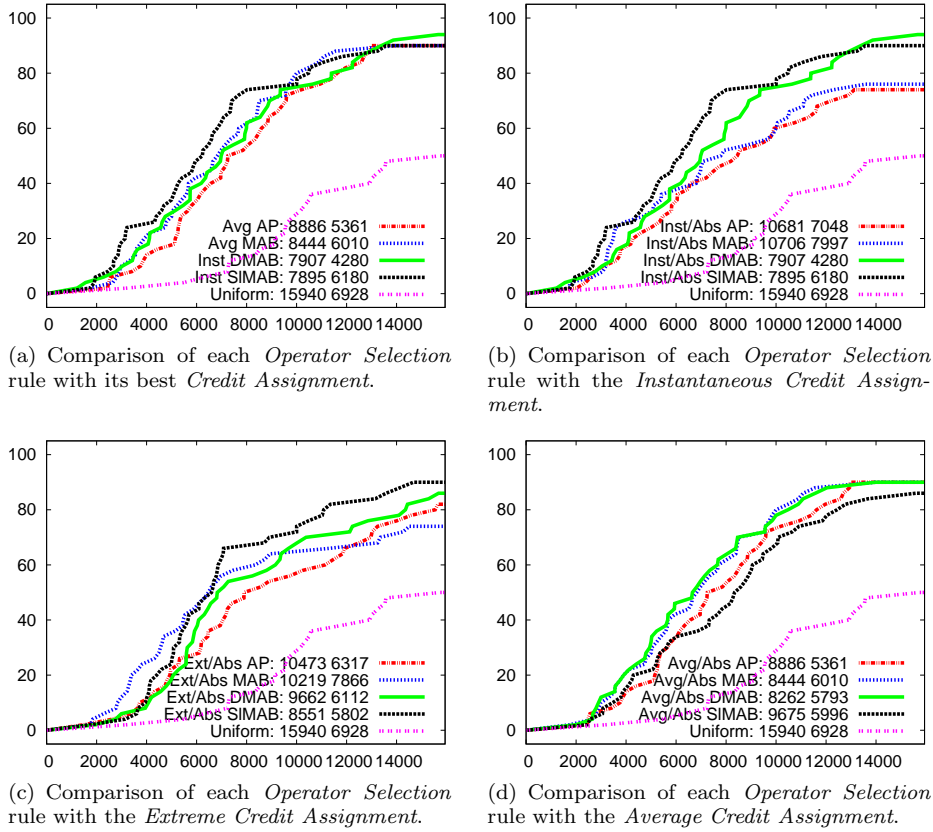 100
80
60
40
20
0
Avg AP: 8886 5361
Avg MAB: 8444 6010
Inst DMAB: 7907 4280
Inst SlMAB: 7895 6180
Uniform: 15940 6928
0 2000 4000 6000 8000 10000 12000 14000
(a) Comparison of each Operator Selection
rule with its best Credit Assignment.
100
80
60
40
20
0
Inst/Abs AP: 10681 7048
Inst/Abs MAB: 10706 7997
Inst/Abs DMAB: 7907 4280
Inst/Abs SlMAB: 7895 6180
Uniform: 15940 6928
0 2000 4000 6000 8000 10000 12000 14000
(b) Comparison of each Operator Selection
rule with the Instantaneous Credit Assign-
ment.
100
80
60
40
20
0
Ext/Abs AP: 10473 6317
Ext/Abs MAB: 10219 7866
Ext/Abs DMAB: 9662 6112
Ext/Abs SlMAB: 8551 5802
Uniform: 15940 6928
0 2000 4000 6000 8000 10000 12000 14000
(c) Comparison of each Operator Selection
rule with the Extreme Credit Assignment.
100
80
60
40
20
0
Avg/Abs AP: 8886 5361
Avg/Abs MAB: 8444 6010
Avg/Abs DMAB: 8262 5793
Avg/Abs SlMAB: 9675 5996
Uniform: 15940 6928
0 2000 4000 6000 8000 10000 12000 14000
(d) Comparison of each Operator Selection
rule with the Average Credit Assignment.